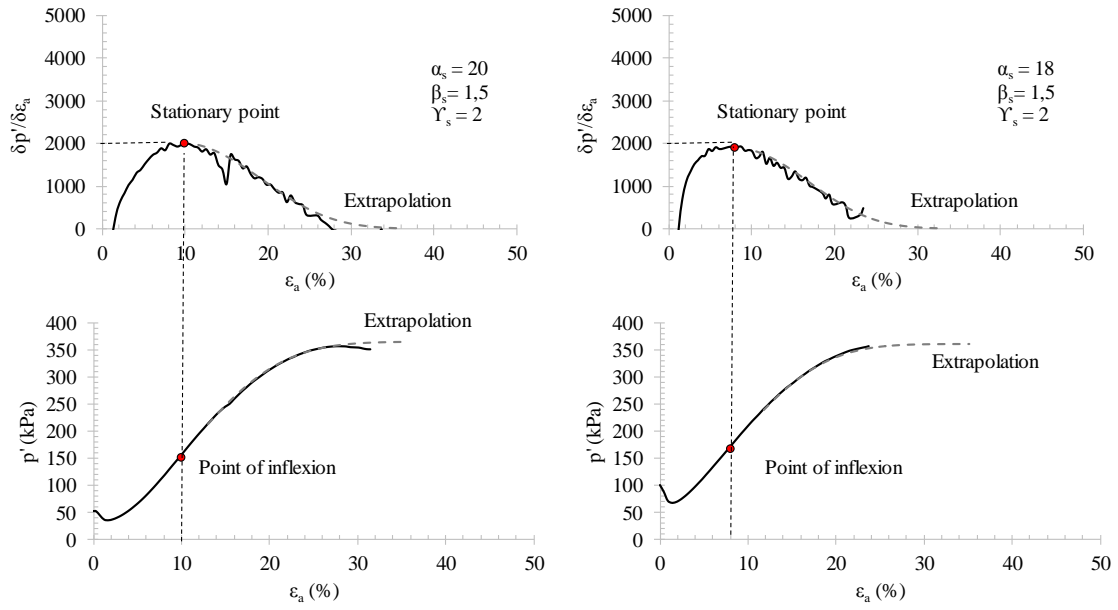 5000
4000
3000
2000
1000
0
0 10 20 30 40 50
δp'/δεₐ
εₐ (%)
αₛ = 20
βₛ= 1,5
ϒₛ = 2
Stationary point
Extrapolation
5000
4000
3000
2000
1000
0
0 10 20 30 40 50
δp'/δεₐ
εₐ (%)
αₛ = 18
βₛ= 1,5
ϒₛ = 2
Stationary point
Extrapolation
400
350
300
250
200
150
100
50
0
0 10 20 30 40 50
p' (kPa)
εₐ (%)
Extrapolation
Point of inflexion
400
350
300
250
200
150
100
50
0
0 10 20 30 40 50
p' (kPa)
εₐ (%)
Extrapolation
Point of inflexion